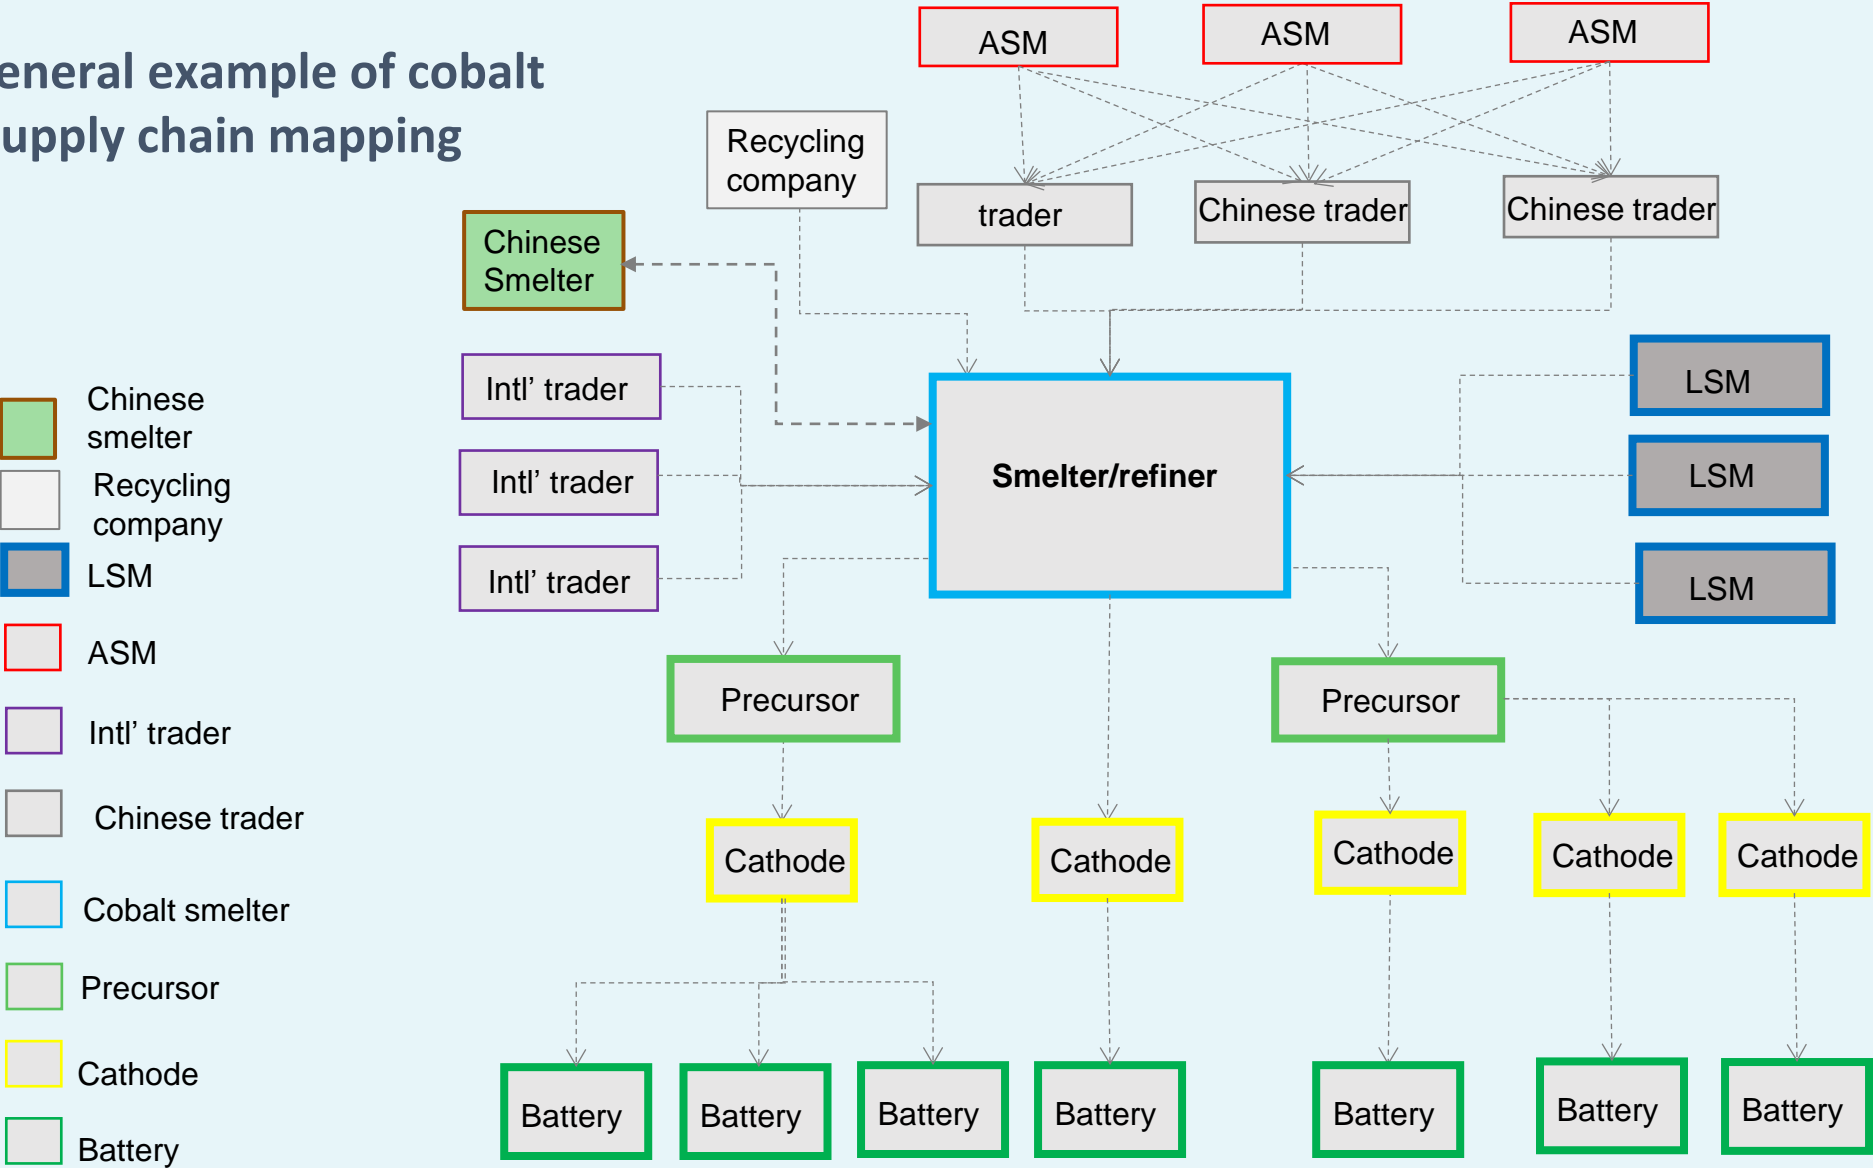 eneral example of cobalt
upply chain mapping
ASM
ASM
ASM
Recycling
company
trader
Chinese trader
Chinese trader
Chinese
Smelter
Intl’ trader
Intl’ trader
Intl’ trader
Smelter/refiner
LSM
LSM
LSM
Precursor
Precursor
Cathode
Cathode
Cathode
Cathode
Cathode
Battery
Battery
Battery
Battery
Battery
Battery
Battery
Chinese
smelter
Recycling
company
LSM
ASM
Intl’ trader
Chinese trader
Cobalt smelter
Precursor
Cathode
Battery